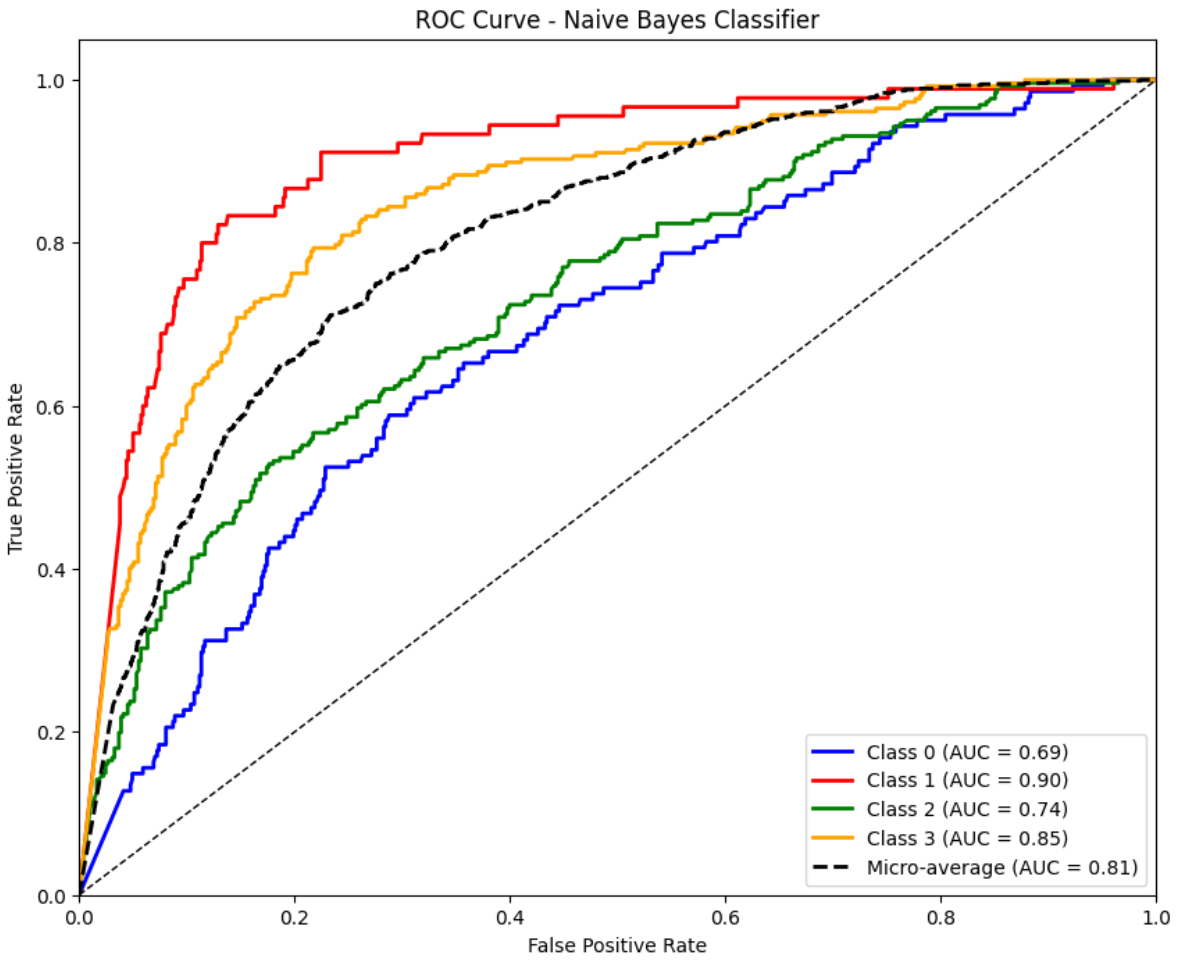 ROC Curve - Naive Bayes Classifier
True Positive Rate
1.0
0.8
0.6
0.4
0.2
0.0
Class 0 (AUC = 0.69)
Class 1 (AUC = 0.90)
Class 2 (AUC = 0.74)
Class 3 (AUC = 0.85)
Micro-average (AUC = 0.81)
0.0 0.2 0.4 0.6 0.8 1.0
False Positive Rate